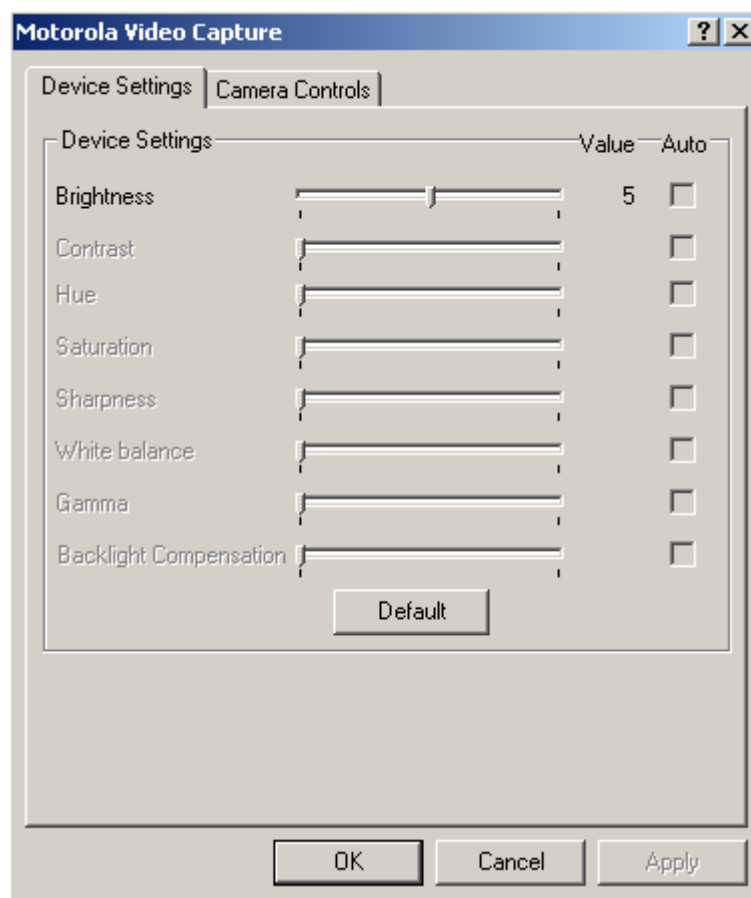 Motorola Video Capture
Device Settings Camera Controls
Device Settings Value Auto
Brightness 5
Contrast
Hue
Saturation
Sharpness
White balance
Gamma
Backlight Compensation
Default
OK Cancel Apply